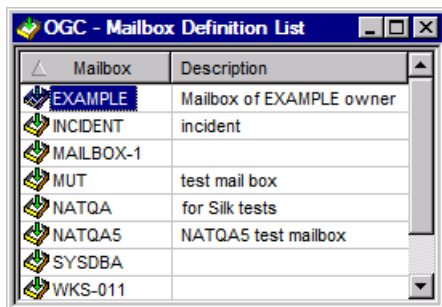 OGC - Mailbox Definition List
Mailbox Description
EXAMPLE Mailbox of EXAMPLE owner
INCIDENT incident
MAILBOX-1
MUT test mail box
NATQA for Silk tests
NATQA5 NATQA5 test mailbox
SYSDBA
WKS-011